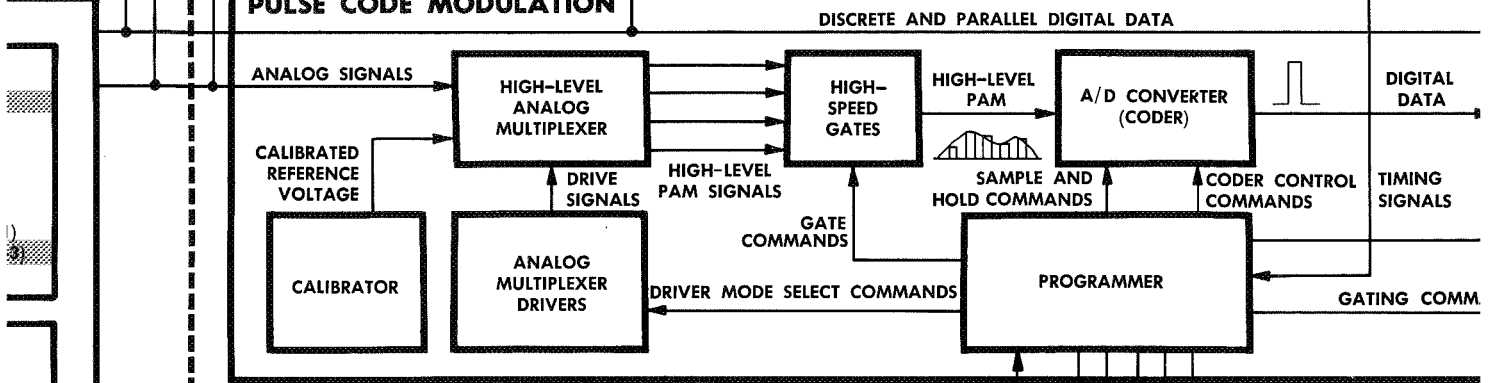 PULSE CODE MODULATION
DISCRETE AND PARALLEL DIGITAL DATA
ANALOG SIGNALS
HIGH-LEVEL
ANALOG
MULTIPLEXER
HIGH-
SPEED
GATES
HIGH-LEVEL
PAM
A/D CONVERTER
(CODER)
DIGITAL
DATA
CALIBRATED
REFERENCE
VOLTAGE
DRIVE
SIGNALS
HIGH-LEVEL
PAM SIGNALS
SAMPLE AND
HOLD COMMANDS
CODER CONTROL
COMMANDS
TIMING
SIGNALS
GATE
COMMANDS
CALIBRATOR
ANALOG
MULTIPLEXER
DRIVERS
DRIVER MODE SELECT COMMANDS
PROGRAMMER
GATING COMM
3)